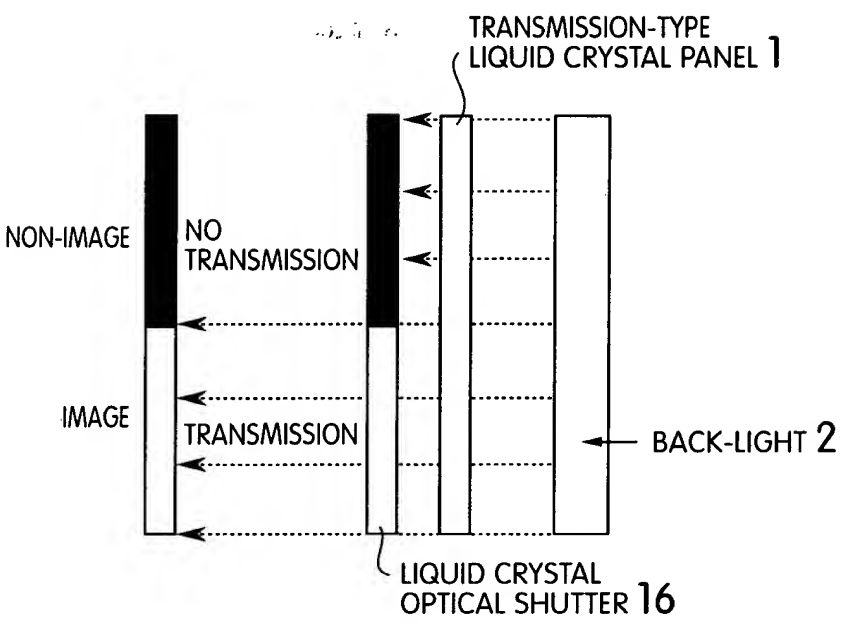 TRANSMISSION-TYPE
LIQUID CRYSTAL PANEL 1
NON-IMAGE
NO
TRANSMISSION
IMAGE
TRANSMISSION
BACK-LIGHT 2
LIQUID CRYSTAL
OPTICAL SHUTTER 16